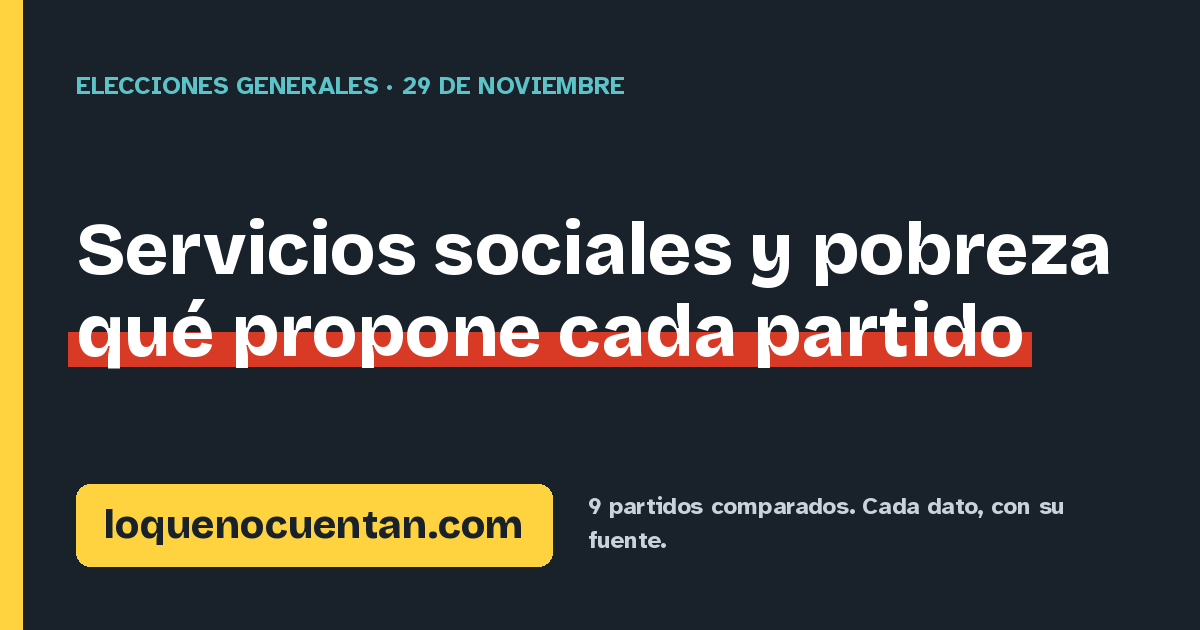 ELECCIONES GENERALES · 29 DE NOVIEMBRE
Servicios sociales y pobreza
qué propone cada partido
loquenocuentan.com
9 partidos comparados. Cada dato, con su
fuente.